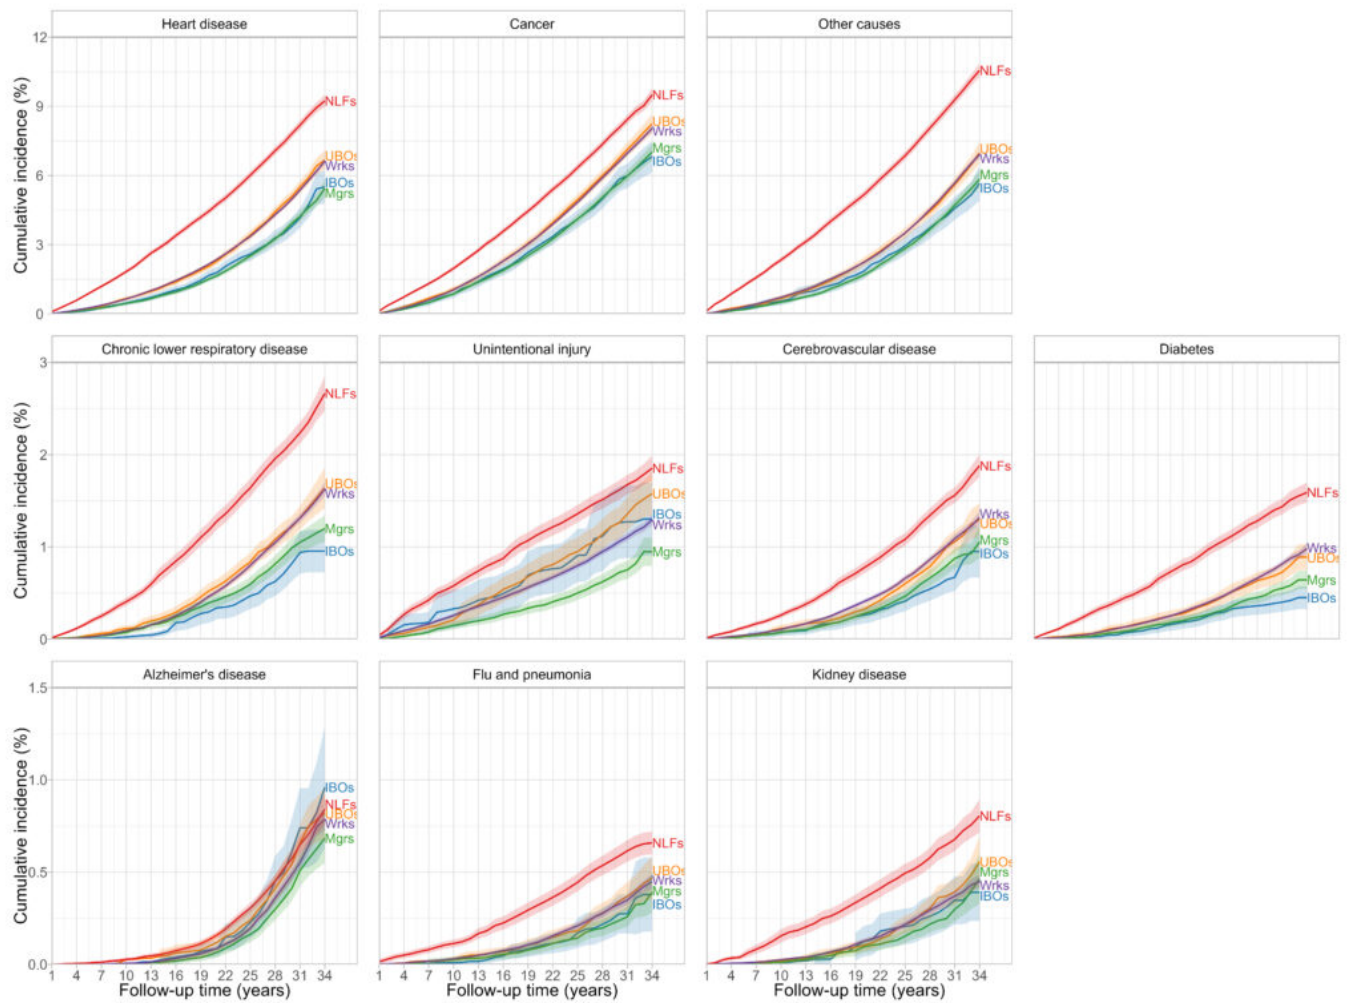 Heart disease
Cancer
Other causes
Cumulative incidence (%)
12
9
6
3
0
NLFs
UBOs
Wrks
IBOs
Mgrs
NLFs
UBOs
Wrks
Mgrs
IBOs
NLFs
UBOs
Wrks
Mgrs
IBOs
Chronic lower respiratory disease
Unintentional injury
Cerebrovascular disease
Diabetes
Cumulative incidence (%)
3
2
1
0
NLFs
UBOs
Wrks
Mgrs
IBOs
NLFs
UBOs
IBOs
Wrks
Mgrs
NLFs
Wrks
UBOs
Mgrs
IBOs
NLFs
Wrks
UBOs
Mgrs
IBOs
Alzheimer's disease
Flu and pneumonia
Kidney disease
Cumulative incidence (%)
1.5
1.0
0.5
0.0
IBOs
NLFs
UBOs
Wrks
Mgrs
NLFs
UBOs
Wrks
Mgrs
IBOs
NLFs
UBOs
Mgrs
Wrks
IBOs
1 4 7 10 13 16 19 22 25 28 31 34
1 4 7 10 13 16 19 22 25 28 31 34
1 4 7 10 13 16 19 22 25 28 31 34
Follow-up time (years)
Follow-up time (years)
Follow-up time (years)